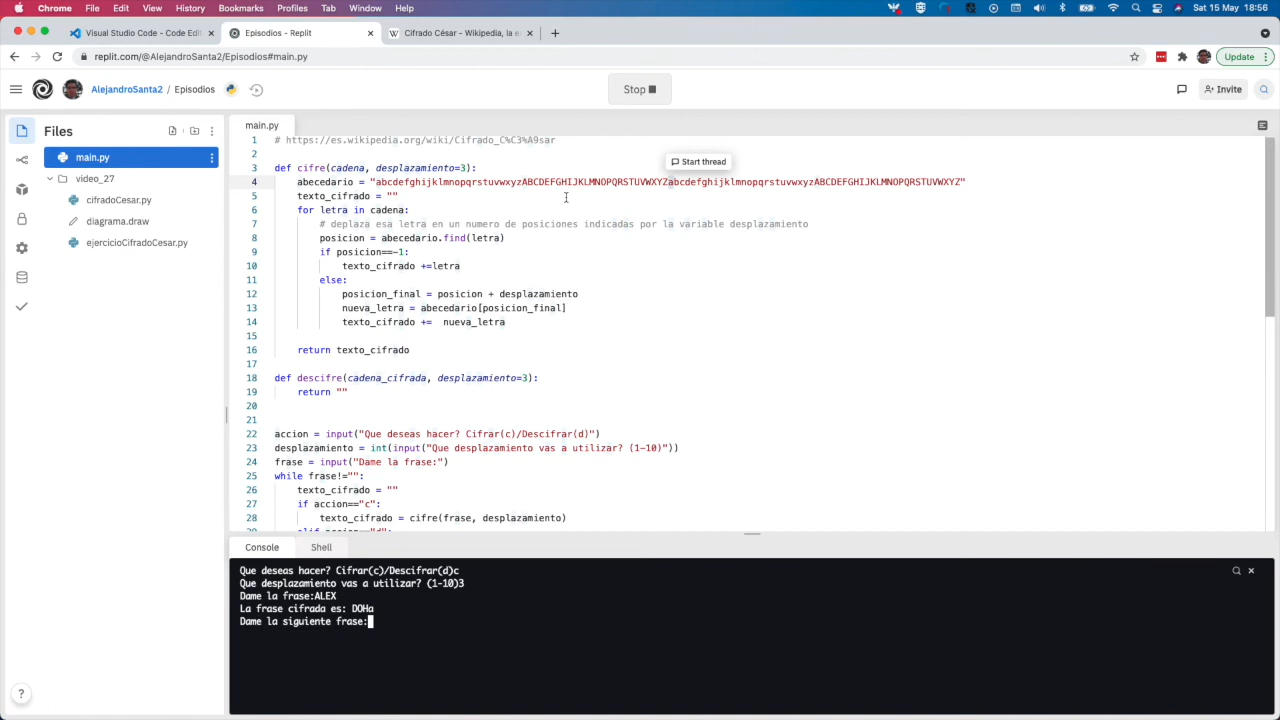 Chrome File Edit View History Bookmarks Profiles Tab Window Help Sat 15 May 18:56
Visual Studio Code - Code Edit Episodios - Replit Cifrado César - Wikipedia, la e
replit.com/@AlejandroSanta2/Episodios#main.py Update
AlejandroSanta2 / Episodios Stop Invite
Files main.py
main.py
video_27
cifradoCesar.py
diagrama.draw
ejercicioCifradoCesar.py
Start thread
1 # https://es.wikipedia.org/wiki/Cifrado_C%C3%A9sar
2
3 def cifre(cadena, desplazamiento=3):
4 abecedario = "abcdefghijklmnopqrstuvwxyzABCDEFGHIJKLMNOPQRSTUVWXYZabcdefghijklmnopqrstuvwxyzABCDEFGHIJKLMNOPQRSTUVWXYZ"
5 texto_cifrado = ""
6 for letra in cadena:
7 # deplaza esa letra en un numero de posiciones indicadas por la variable desplazamiento
8 posicion = abecedario.find(letra)
9 if posicion==-1:
10 texto_cifrado +=letra
11 else:
12 posicion_final = posicion + desplazamiento
13 nueva_letra = abecedario[posicion_final]
14 texto_cifrado += nueva_letra
15
16 return texto_cifrado
17
18 def descifre(cadena_cifrada, desplazamiento=3):
19 return ""
20
21
22 accion = input("Que deseas hacer? Cifrar(c)/Descifrar(d)")
23 desplazamiento = int(input("Que desplazamiento vas a utilizar? (1-10)"))
24 frase = input("Dame la frase:")
25 while frase!="":
26 texto_cifrado = ""
27 if accion=="c":
28 texto_cifrado = cifre(frase, desplazamiento)
29 elif accion=="d":
Console Shell
Que deseas hacer? Cifrar(c)/Descifrar(d)c
Que desplazamiento vas a utilizar? (1-10)3
Dame la frase:ALEX
La frase cifrada es: DOHa
Dame la siguiente frase:
?